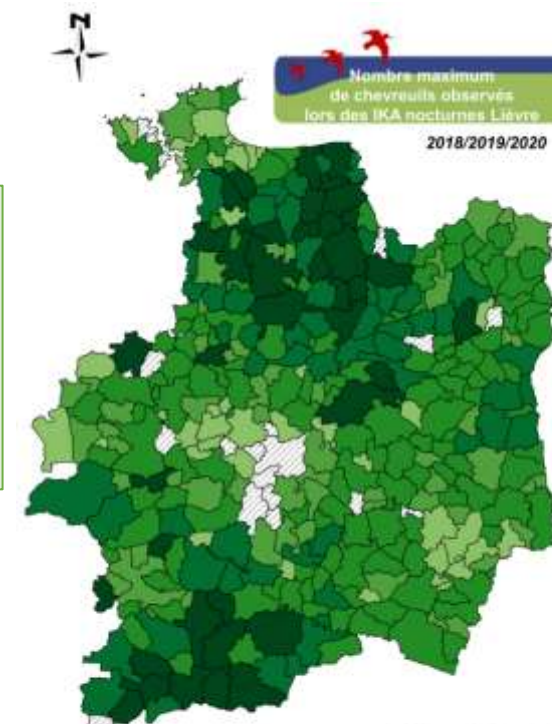 N
Nombre maximum
de chevreuils observés
lors des IKA nocturnes Lièvre
2018/2019/2020